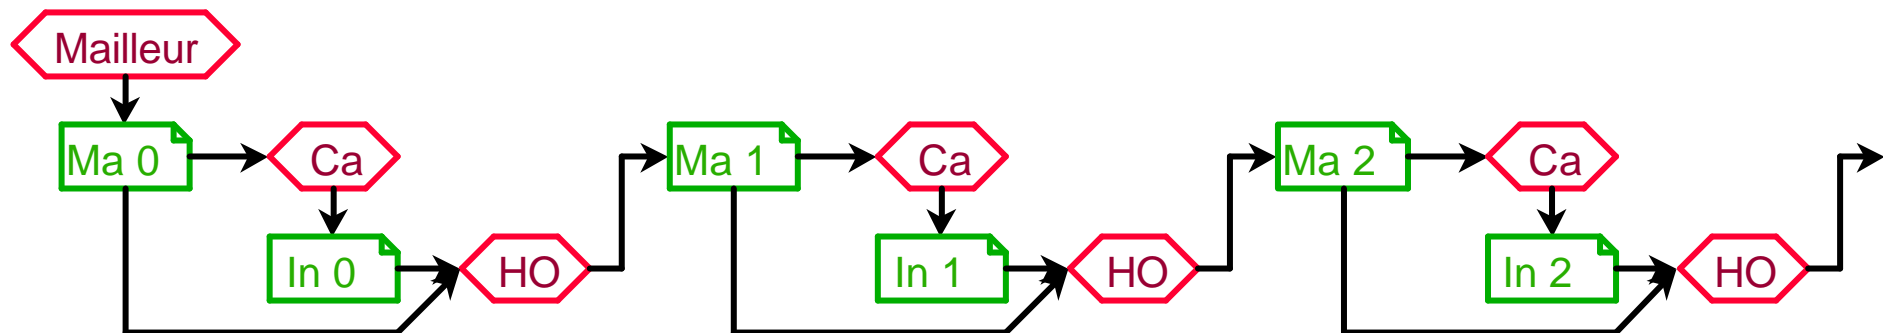 Mailleur
Ma 0
Ca
Ma 1
Ca
Ma 2
Ca
In 0
HO
In 1
HO
In 2
HO